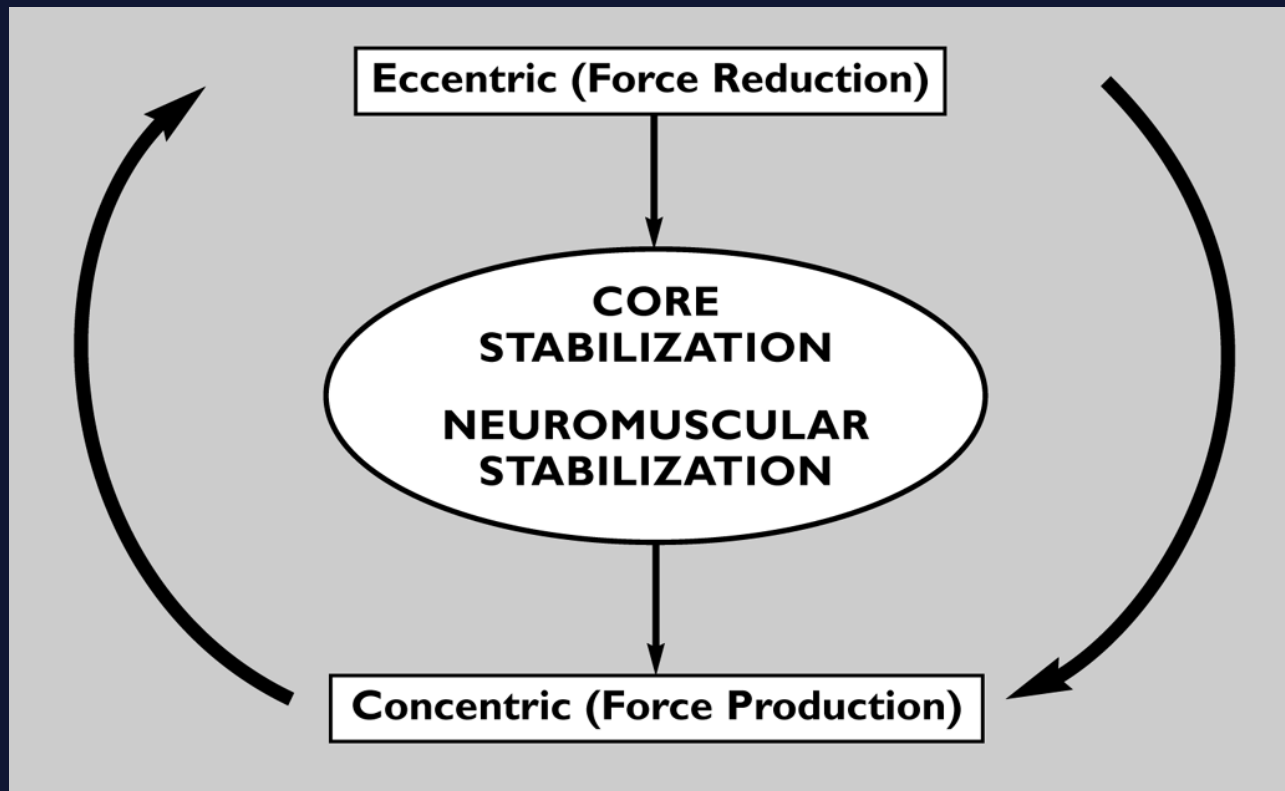 Eccentric (Force Reduction)
CORE
STABILIZATION
NEUROMUSCULAR
STABILIZATION
Concentric (Force Production)